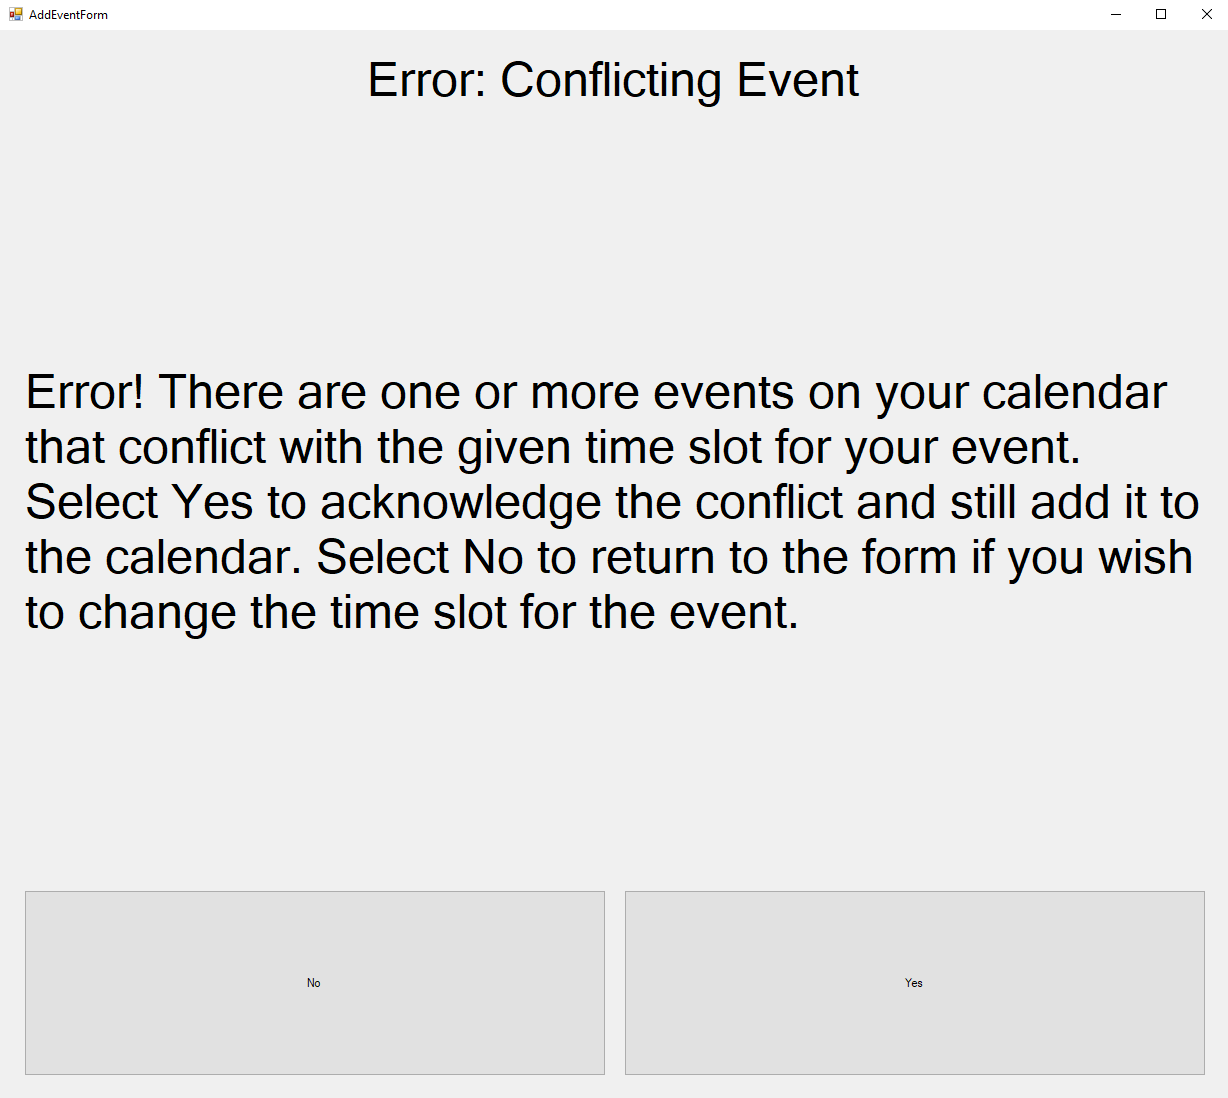 AddEventForm
Error: Conflicting Event
Error! There are one or more events on your calendar
that conflict with the given time slot for your event.
Select Yes to acknowledge the conflict and still add it to
the calendar. Select No to return to the form if you wish
to change the time slot for the event.
No
Yes